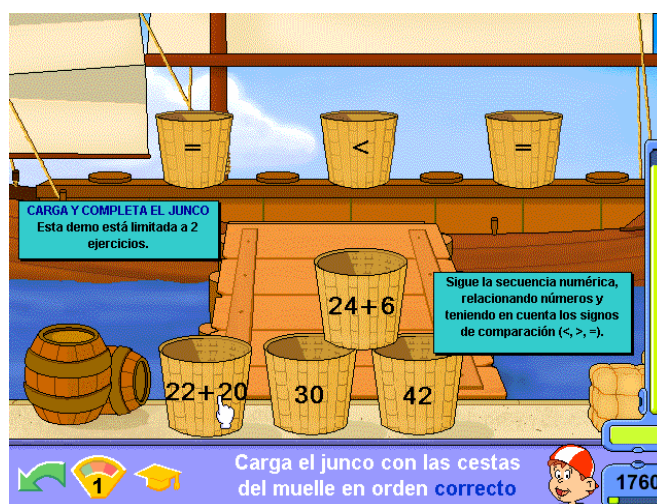 = < =
CARGA Y COMPLETA EL JUNCO
Esta demo está limitada a 2
ejercicios.
24+6
Sigue la secuencia numérica,
relacionando números y
teniendo en cuenta los signos
de comparación (<, >, =).
22+20 30 42
1
Carga el junco con las cestas
del muelle en orden correcto
1760